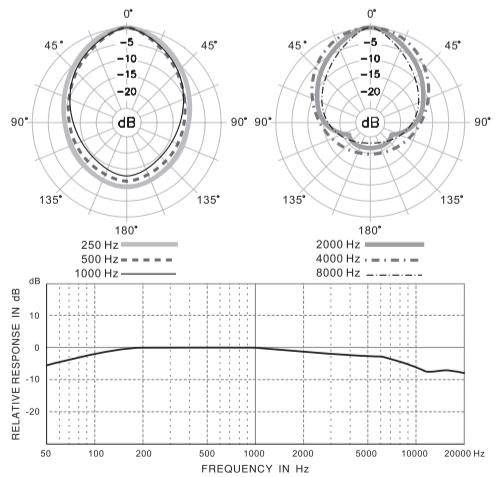 0° 0°
45° −5 45° 45° −5 45°
−10 −10
−15 −15
−20 −20
90° dB 90° 90° dB 90°
135° 135° 135° 135°
180° 180°
250 Hz 2000 Hz
500 Hz 4000 Hz
1000 Hz 8000 Hz
dB
10
0
-10
-20
RELATIVE RESPONSE IN dB
50 100 200 500 1000 2000 5000 10000 20000 Hz
FREQUENCY IN Hz